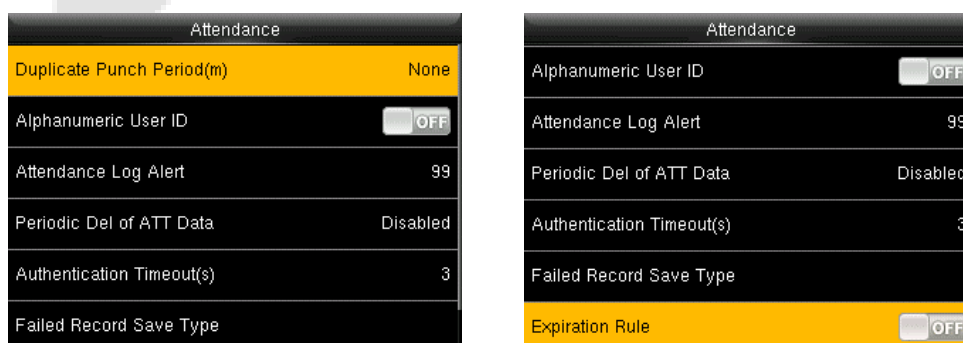 Attendance
Duplicate Punch Period(m) None
Alphanumeric User ID OFF
Attendance Log Alert 99
Periodic Del of ATT Data Disabled
Authentication Timeout(s) 3
Failed Record Save Type
Attendance
Alphanumeric User ID OFF
Attendance Log Alert 99
Periodic Del of ATT Data Disabled
Authentication Timeout(s) 3
Failed Record Save Type
Expiration Rule OFF